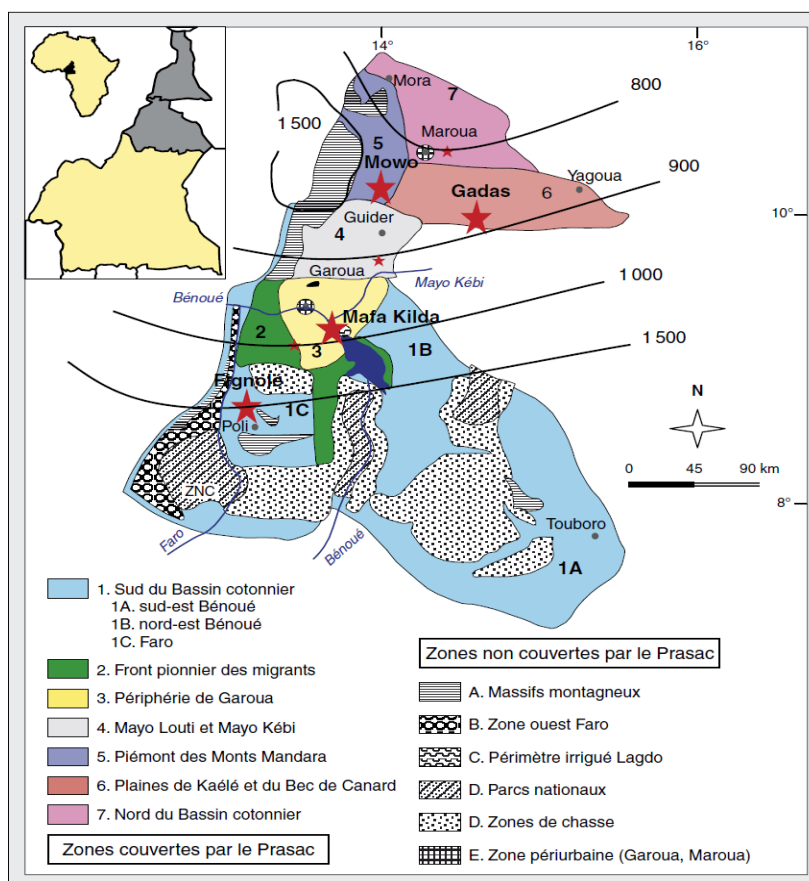 14°
16°
Mora
7
800
1 500
Maroua
5
Mowo
900
Gadas
6
Yagoua
10°
Guider
4
Garoua
Mayo Kébi
Bénoué
1 000
Mafa Kilda
2
3
1B
1 500
Fignolé
1C
Poli
N
0 45 90 km
ZNC
8°
Touboro
Faro
Bénoué
1A
1. Sud du Bassin cotonnier
1A. sud-est Bénoué
1B. nord-est Bénoué
1C. Faro
2. Front pionnier des migrants
3. Périphérie de Garoua
4. Mayo Louti et Mayo Kébi
5. Piémont des Monts Mandara
6. Plaines de Kaélé et du Bec de Canard
7. Nord du Bassin cotonnier
Zones couvertes par le Prasac
Zones non couvertes par le Prasac
A. Massifs montagneux
B. Zone ouest Faro
C. Périmètre irrigué Lagdo
D. Parcs nationaux
D. Zones de chasse
E. Zone périurbaine (Garoua, Maroua)